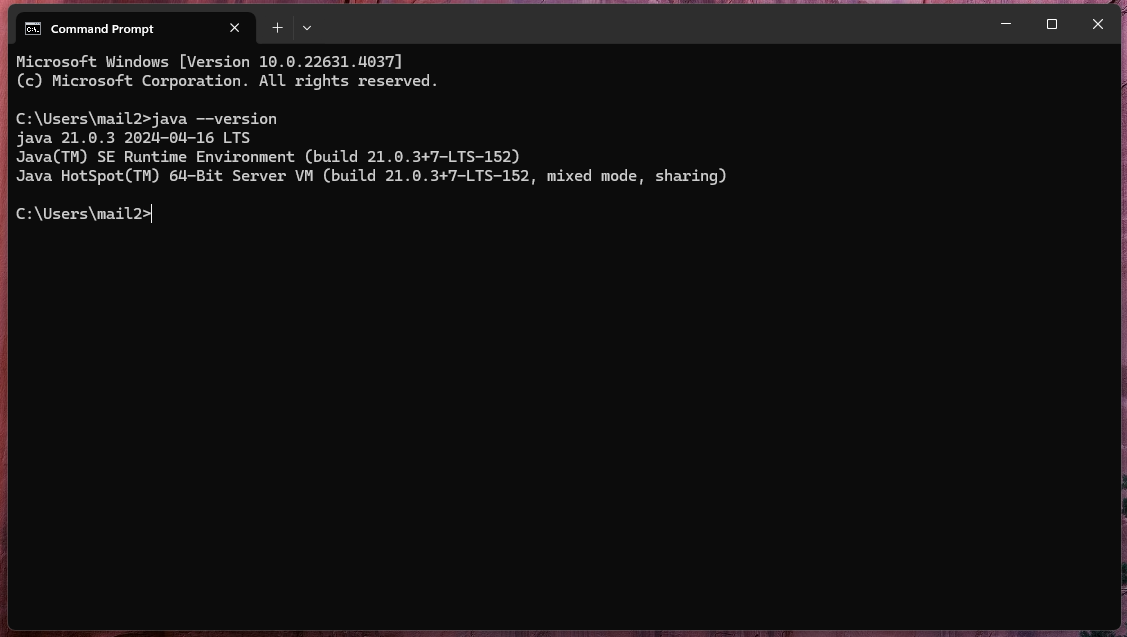 Command Prompt
Microsoft Windows [Version 10.0.22631.4037]
(c) Microsoft Corporation. All rights reserved.
C:\Users\mail2>java --version
java 21.0.3 2024-04-16 LTS
Java(TM) SE Runtime Environment (build 21.0.3+7-LTS-152)
Java HotSpot(TM) 64-Bit Server VM (build 21.0.3+7-LTS-152, mixed mode, sharing)
C:\Users\mail2>